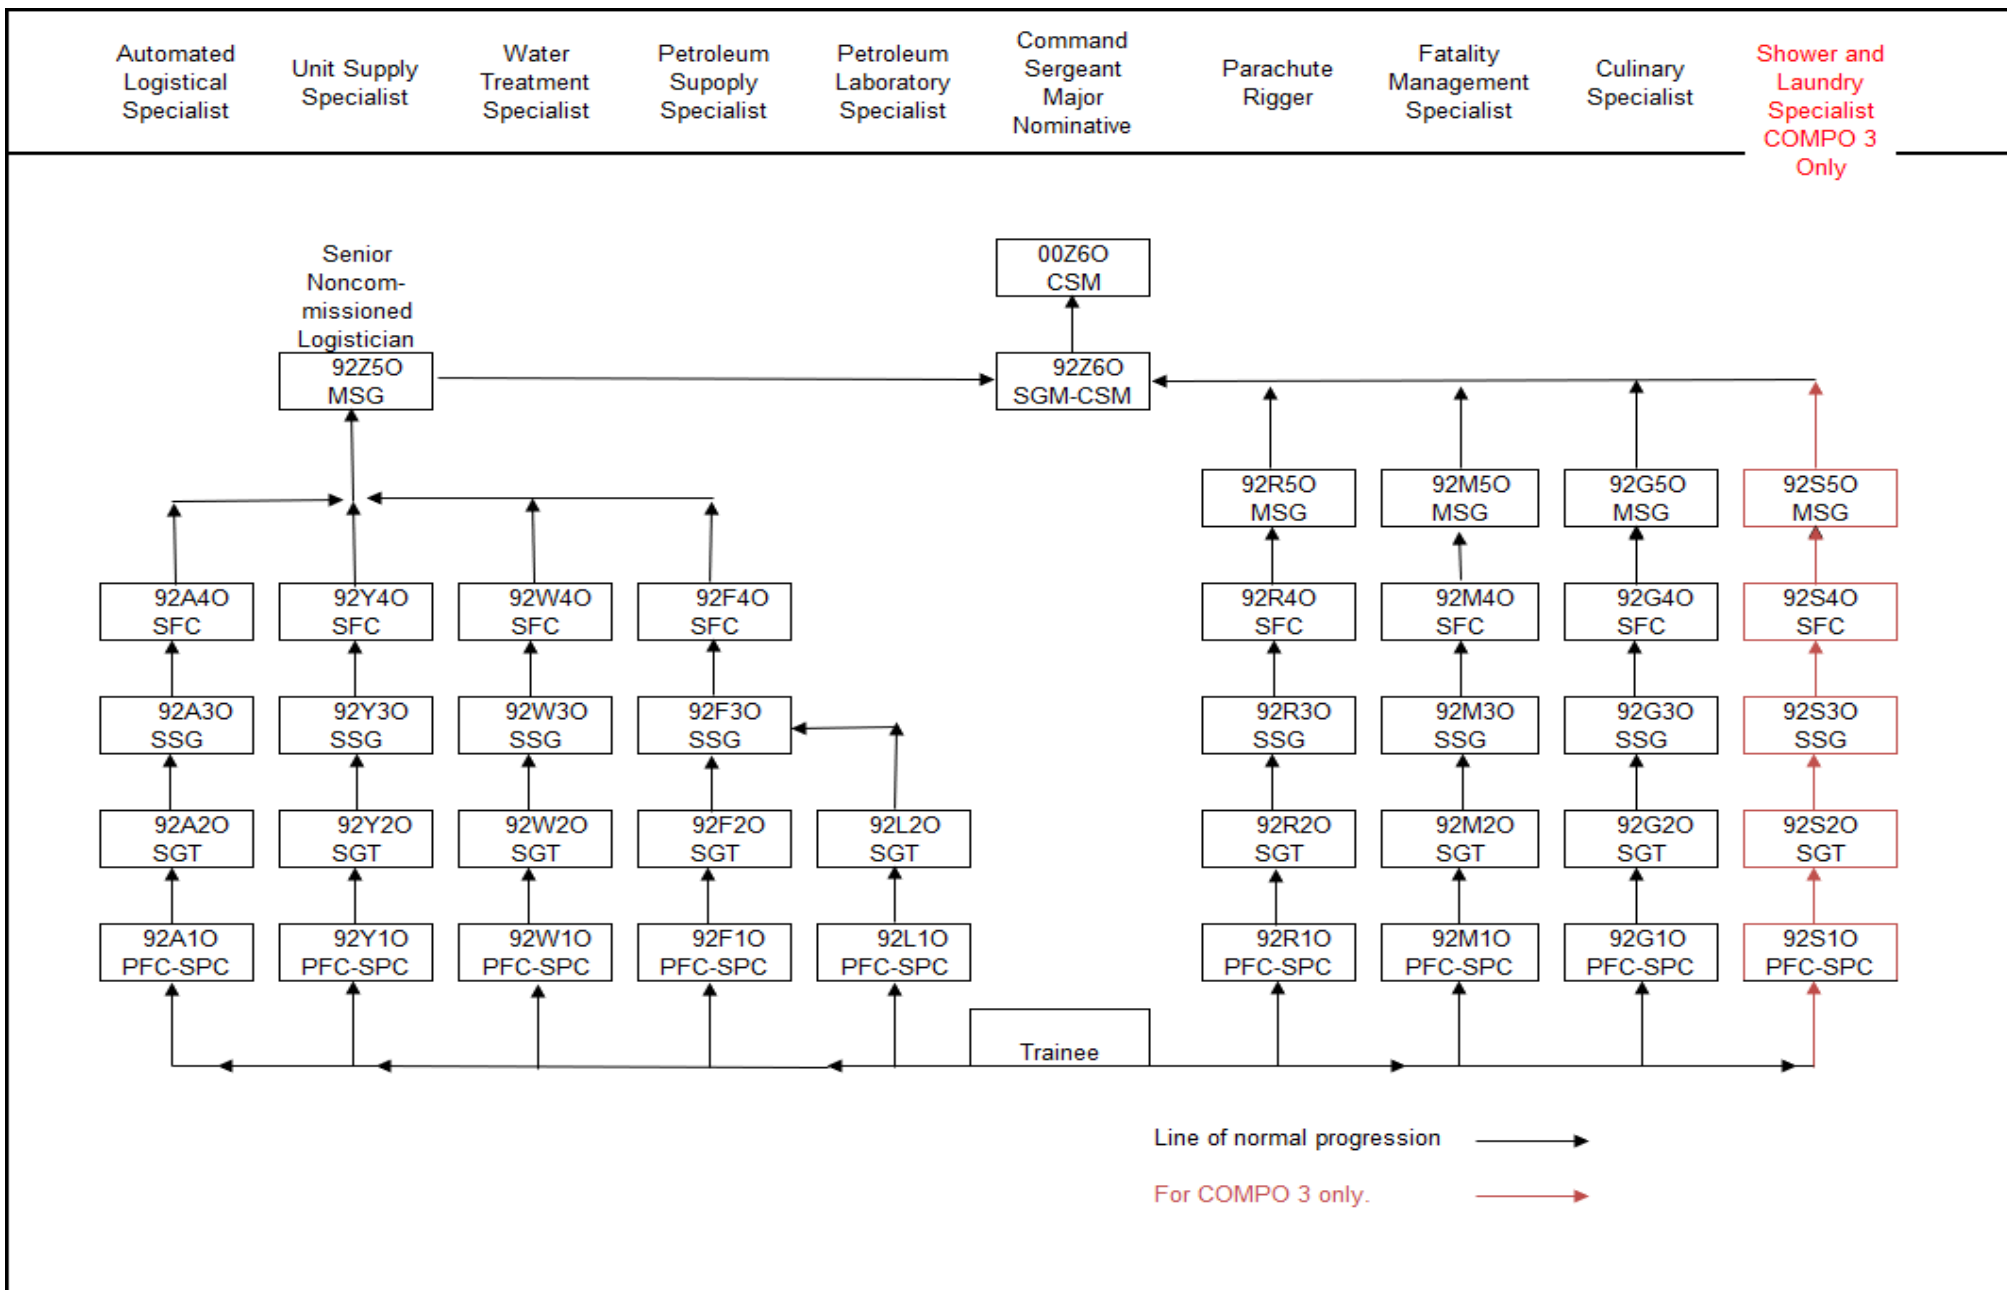 Automated
Logistical
Specialist
Unit Supply
Specialist
Water
Treatment
Specialist
Petroleum
Supoply
Specialist
Petroleum
Laboratory
Specialist
Command
Sergeant
Major
Nominative
Parachute
Rigger
Fatality
Management
Specialist
Culinary
Specialist
Shower and
Laundry
Specialist
COMPO 3
Only
Senior
Noncom-
missioned
Logistician
00Z6O
CSM
92Z5O
MSG
92Z6O
SGM-CSM
92R5O
MSG
92M5O
MSG
92G5O
MSG
92S5O
MSG
92A4O
SFC
92Y4O
SFC
92W4O
SFC
92F4O
SFC
92R4O
SFC
92M4O
SFC
92G4O
SFC
92S4O
SFC
92A3O
SSG
92Y3O
SSG
92W3O
SSG
92F3O
SSG
92R3O
SSG
92M3O
SSG
92G3O
SSG
92S3O
SSG
92A2O
SGT
92Y2O
SGT
92W2O
SGT
92F2O
SGT
92L2O
SGT
92R2O
SGT
92M2O
SGT
92G2O
SGT
92S2O
SGT
92A1O
PFC-SPC
92Y1O
PFC-SPC
92W1O
PFC-SPC
92F1O
PFC-SPC
92L1O
PFC-SPC
92R1O
PFC-SPC
92M1O
PFC-SPC
92G1O
PFC-SPC
92S1O
PFC-SPC
Trainee
Line of normal progression
For COMPO 3 only.